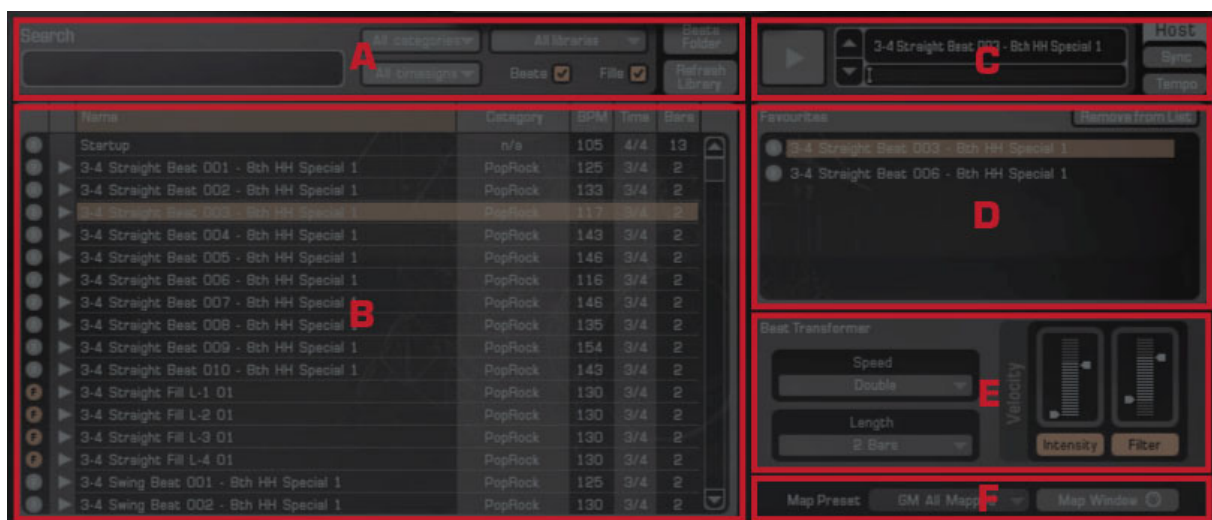 Search
All categories
All libraries
Beats Folder
A
All timesigns
Beats
Fills
Refresh Library
Name Category BPM Time Bars
Startup n/a 105 4/4 13
3-4 Straight Beat 001 - 8th HH Special 1 PopRock 125 3/4 2
3-4 Straight Beat 002 - 8th HH Special 1 PopRock 133 3/4 2
3-4 Straight Beat 003 - 8th HH Special 1 PopRock 117 3/4 2
3-4 Straight Beat 004 - 8th HH Special 1 PopRock 143 3/4 2
3-4 Straight Beat 005 - 8th HH Special 1 PopRock 146 3/4 2
3-4 Straight Beat 006 - 8th HH Special 1 PopRock 116 3/4 2
3-4 Straight Beat 007 - 8th HH Special 1 PopRock 146 3/4 2
B
3-4 Straight Beat 008 - 8th HH Special 1 PopRock 135 3/4 2
3-4 Straight Beat 009 - 8th HH Special 1 PopRock 154 3/4 2
3-4 Straight Beat 010 - 8th HH Special 1 PopRock 143 3/4 2
F 3-4 Straight Fill L-1 01 PopRock 130 3/4 2
F 3-4 Straight Fill L-2 01 PopRock 130 3/4 2
F 3-4 Straight Fill L-3 01 PopRock 130 3/4 2
F 3-4 Straight Fill L-4 01 PopRock 130 3/4 2
3-4 Swing Beat 001 - 8th HH Special 1 PopRock 125 3/4 2
3-4 Swing Beat 002 - 8th HH Special 1 PopRock 130 3/4 2
3-4 Straight Beat 003 - 8th HH Special 1
C
Host
Sync
Tempo
Favourites
Remove from List
3-4 Straight Beat 003 - 8th HH Special 1
3-4 Straight Beat 006 - 8th HH Special 1
D
Beat Transformer
Speed
Double
Length
2 Bars
E
Velocity
Intensity
Filter
Map Preset
GM All
F
Map Window